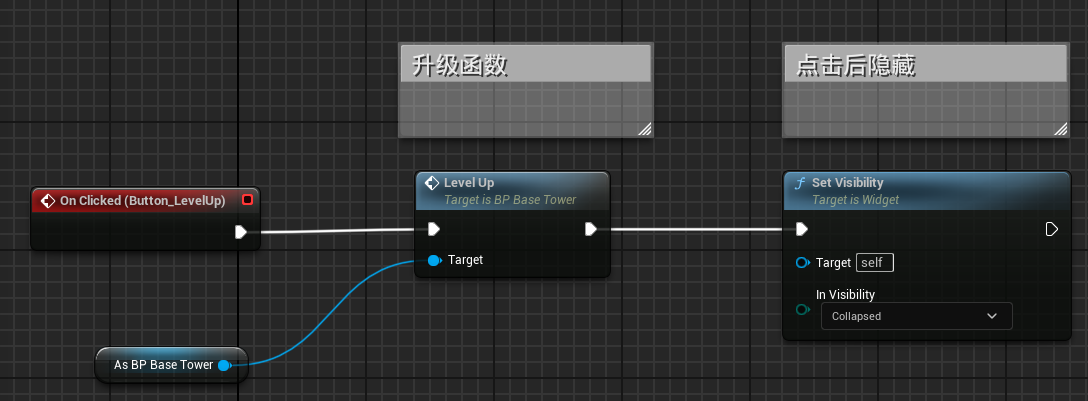 升级函数
点击后隐藏
On Clicked (Button_LevelUp)
Level Up
Target is BP Base Tower
Target
As BP Base Tower
Set Visibility
Target is Widget
Target self
In Visibility
Collapsed